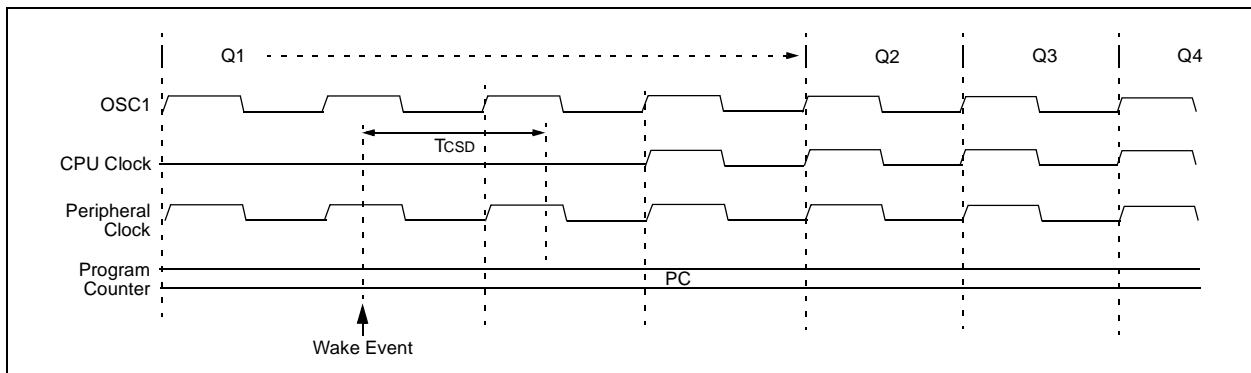 Q1
Q2
Q3
Q4
OSC1
TCSD
CPU Clock
Peripheral
Clock
Program
Counter
PC
Wake Event